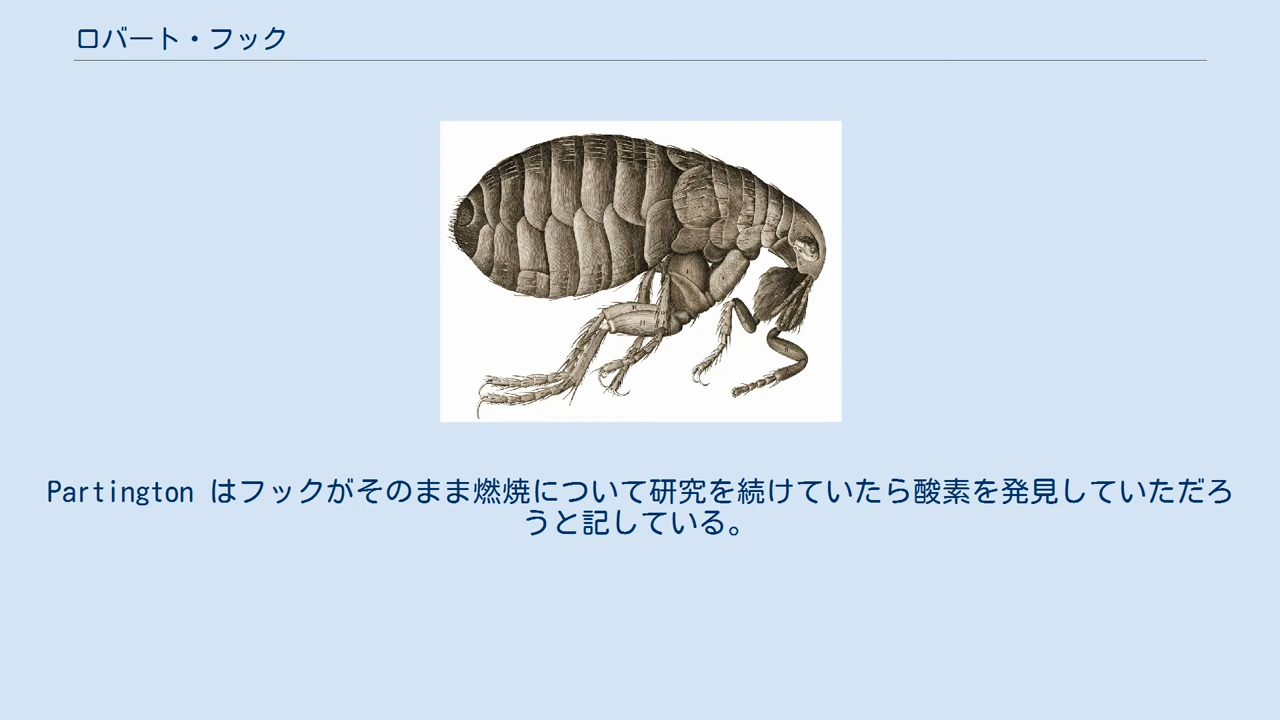 ロバート・フック
Partington はフックがそのまま燃焼について研究を続けていたら酸素を発見していただろ
うと記している。